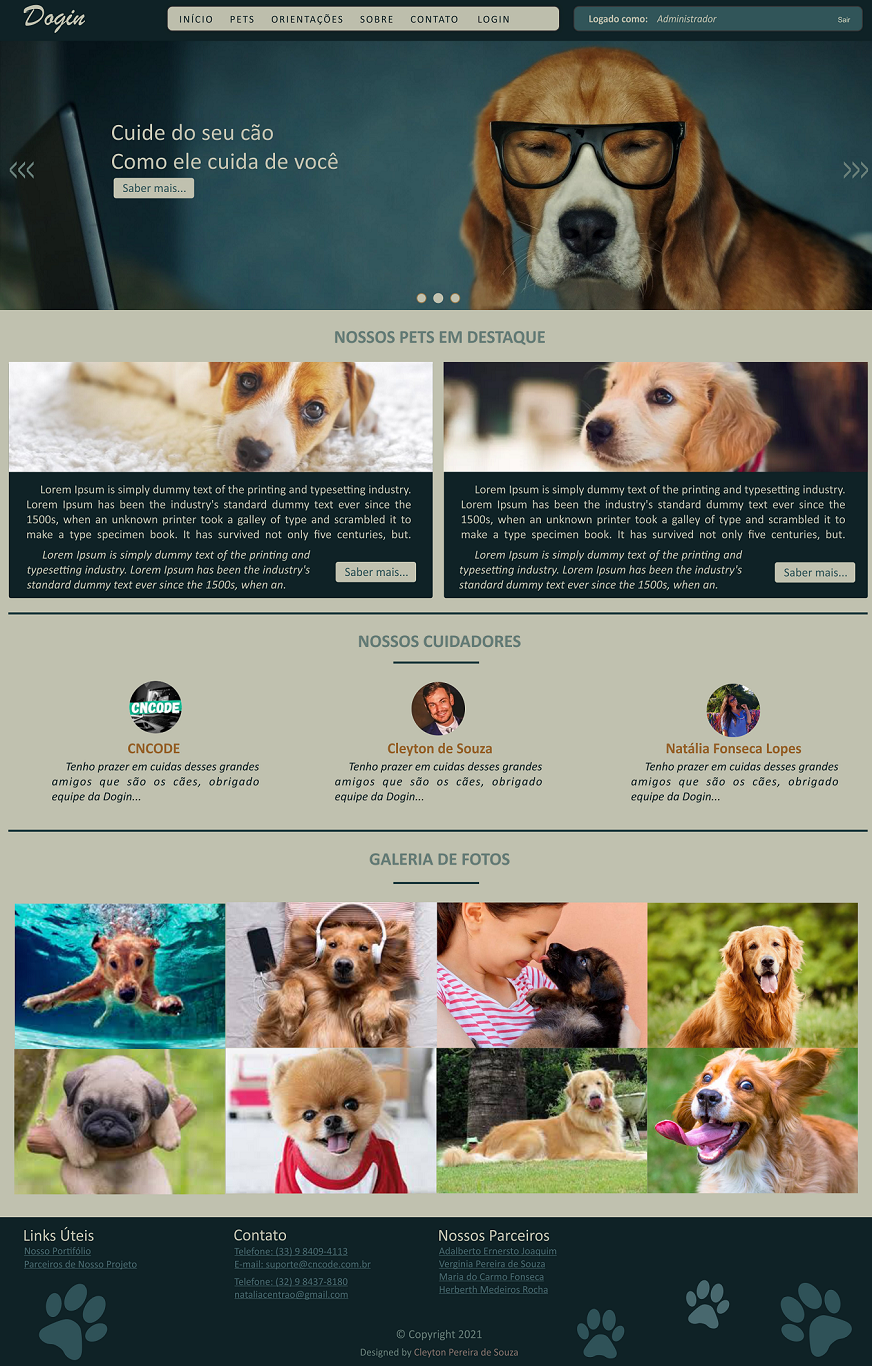 Dogin
INÍCIO PETS ORIENTAÇÕES SOBRE CONTATO LOGIN
Logado como: Administrador Sair
Cuide do seu cão
Como ele cuida de você
Saber mais...
NOSSOS PETS EM DESTAQUE
Lorem Ipsum is simply dummy text of the printing and typesetting industry.
Lorem Ipsum has been the industry's standard dummy text ever since the
1500s, when an unknown printer took a galley of type and scrambled it to
make a type specimen book. It has survived not only five centuries, but.
Lorem Ipsum is simply dummy text of the printing and
typesetting industry. Lorem Ipsum has been the industry's
standard dummy text ever since the 1500s, when an.
Saber mais...
Lorem Ipsum is simply dummy text of the printing and typesetting industry.
Lorem Ipsum has been the industry's standard dummy text ever since the
1500s, when an unknown printer took a galley of type and scrambled it to
make a type specimen book. It has survived not only five centuries, but.
Lorem Ipsum is simply dummy text of the printing and
typesetting industry. Lorem Ipsum has been the industry's
standard dummy text ever since the 1500s, when an.
Saber mais...
NOSSOS CUIDADORES
CNCODE
CNCODE
Tenho prazer em cuidas desses grandes
amigos que são os cães, obrigado
equipe da Dogin...
Cleyton de Souza
Tenho prazer em cuidas desses grandes
amigos que são os cães, obrigado
equipe da Dogin...
Natália Fonseca Lopes
Tenho prazer em cuidas desses grandes
amigos que são os cães, obrigado
equipe da Dogin...
GALERIA DE FOTOS
Links Úteis
Nosso Portifólio
Parceiros de Nosso Projeto
Contato
Telefone: (33) 9 8409-4113
E-mail: suporte@cncode.com.br
Telefone: (32) 9 8437-8180
nataliacentrao@gmail.com
Nossos Parceiros
Adalberto Ernersto Joaquim
Verginia Pereira de Souza
Maria do Carmo Fonseca
Herberth Medeiros Rocha
© Copyright 2021
Designed by Cleyton Pereira de Souza